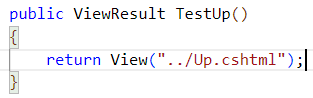 public ViewResult TestUp()
{
    return View("../Up.cshtml");
}